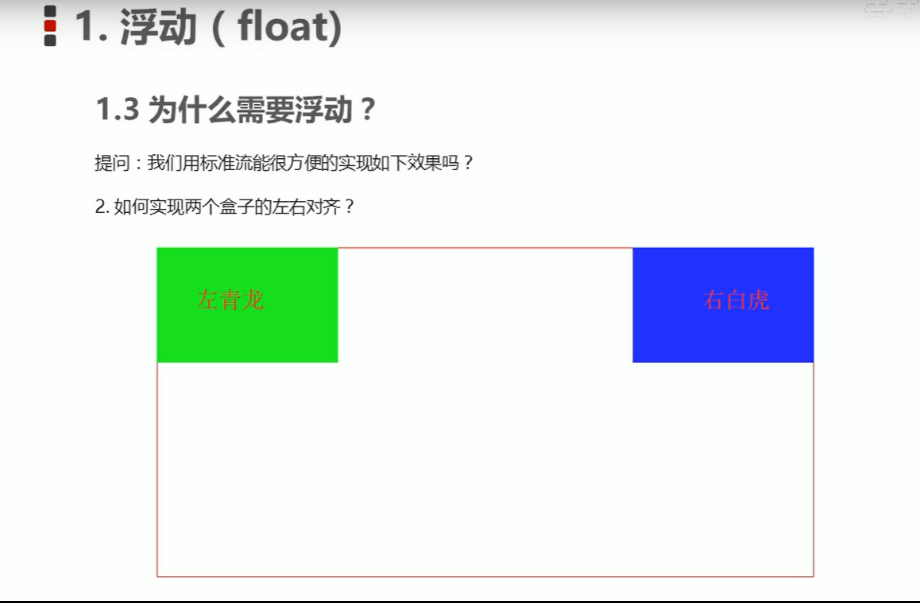 1. 浮动（float)
1.3 为什么需要浮动？
提问：我们用标准流能很方便的实现如下效果吗？
2. 如何实现两个盒子的左右对齐？
左青龙
右白虎